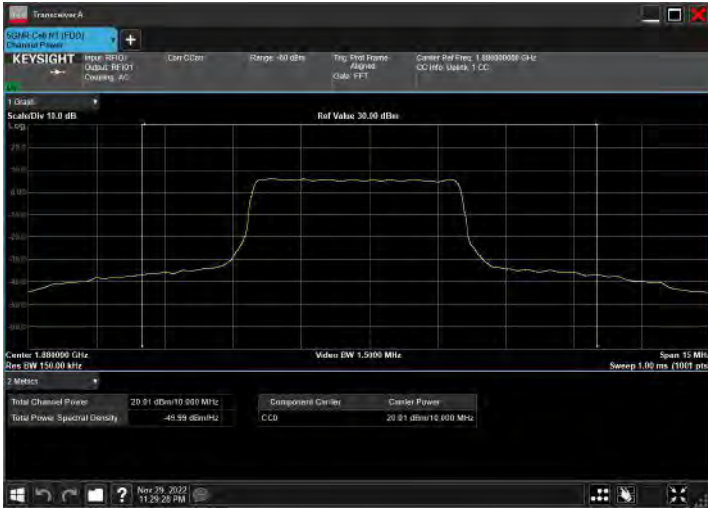 Transceiver A
5GNR-Cell N1 (FDD)
Channel Power
KEYSIGHT
Input: RFIO1
Output: RFIO1
Coupling: AC
Corr CCorr
Trig: Prot Frame
Aligned
Gate: FFT
Carrier Ref Freq: 1.880000000 GHz
CC Info: Uplink, 1 CC
1 Graph
Scale/Div 10.0 dB
Ref Value 30.00 dBm
Log
Center 1.880000 GHz
Video BW 1.5000 MHz
Span 15 MHz
Res BW 150.00 kHz
Sweep 1.00 ms (1001 pts
2 Metrics
Total Channel Power
20.01 dBm/10.000 MHz
Total Power Spectral Density
-49.99 dBm/Hz
Component Carrier
Carrier Power
CC0
20.01 dBm/10.000 MHz
?
Nov 29, 2022
11:29:28 PM